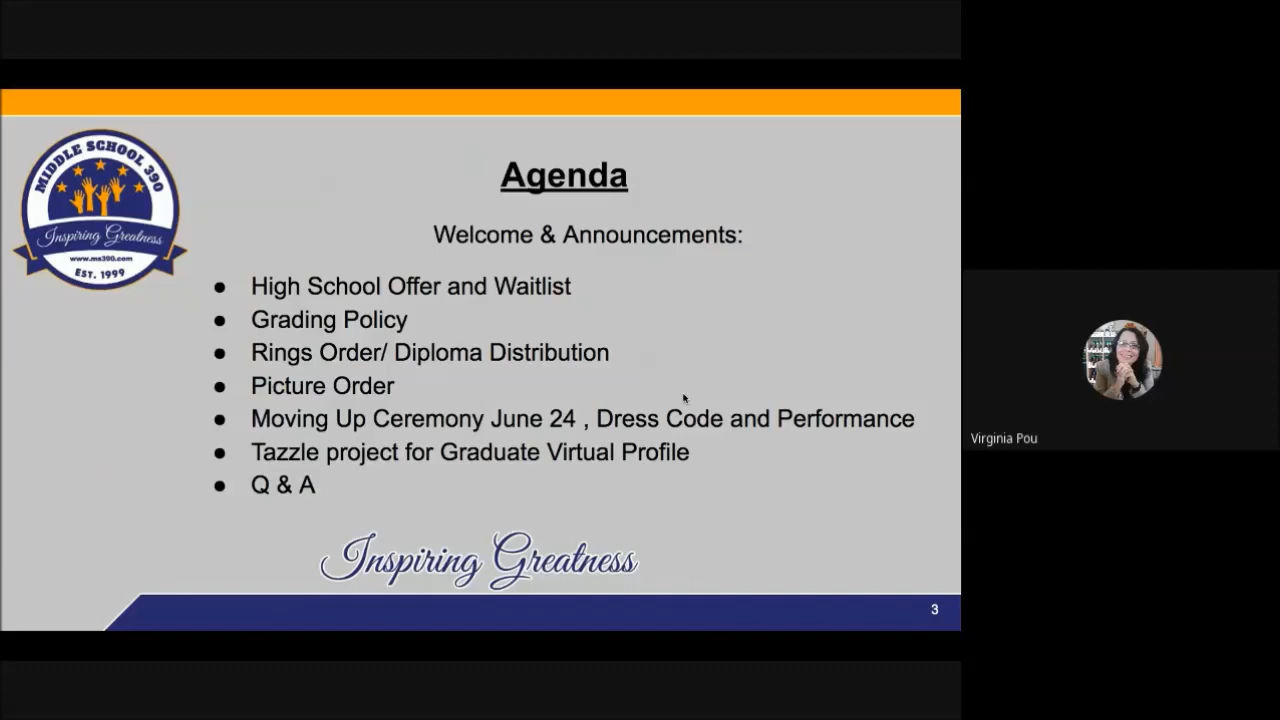 MIDDLE SCHOOL 390
Inspiring Greatness
www.ms390.com
EST. 1999
Agenda
Welcome & Announcements:
● High School Offer and Waitlist
● Grading Policy
● Rings Order/ Diploma Distribution
● Picture Order
● Moving Up Ceremony June 24 , Dress Code and Performance
● Tazzle project for Graduate Virtual Profile
● Q & A
Inspiring Greatness
3
Virginia Pou